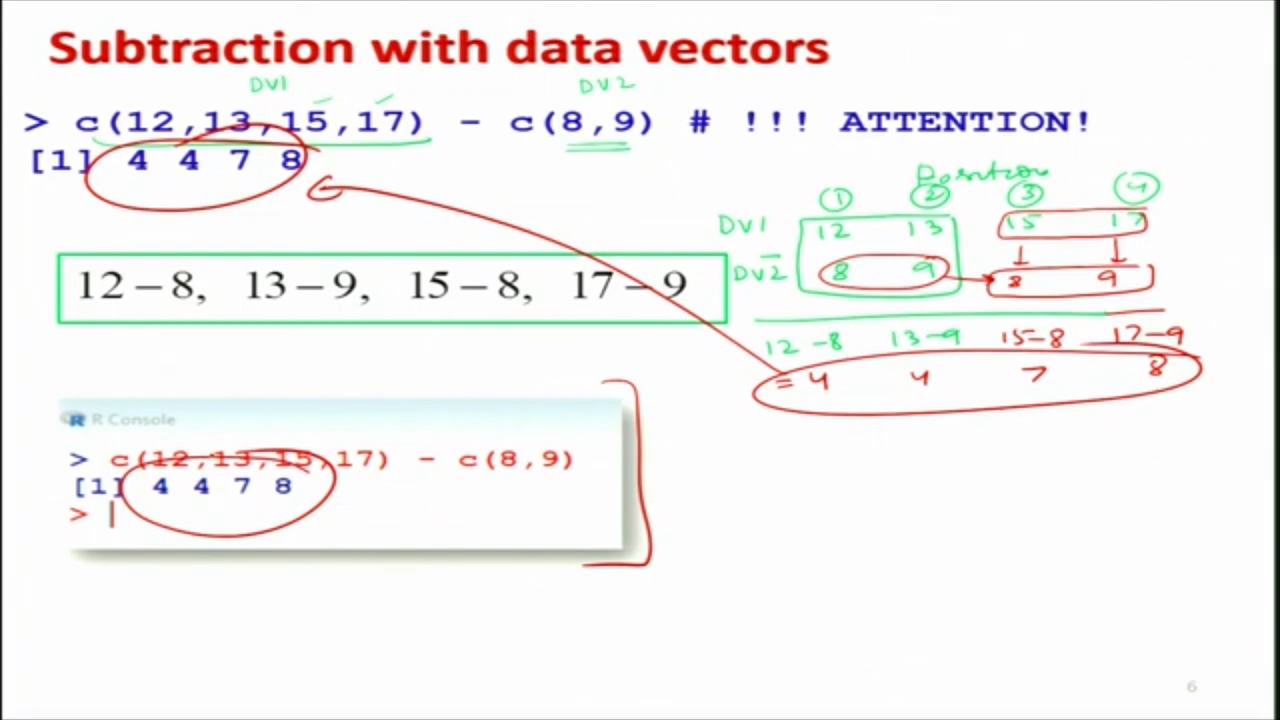 Subtraction with data vectors
DV1 DV2
> c(12,13,15,17) - c(8,9) # !!! ATTENTION!
[1] 4 4 7 8
Position
1 2 3 4
DV1 12 13 15 17
DV2 8 9 8 9
12 − 8, 13 − 9, 15 − 8, 17 − 9
12 -8 13-9 15-8 17-9
= 4 4 7 8
R R Console
> c(12,13,15,17) - c(8,9)
[1] 4 4 7 8
>
6